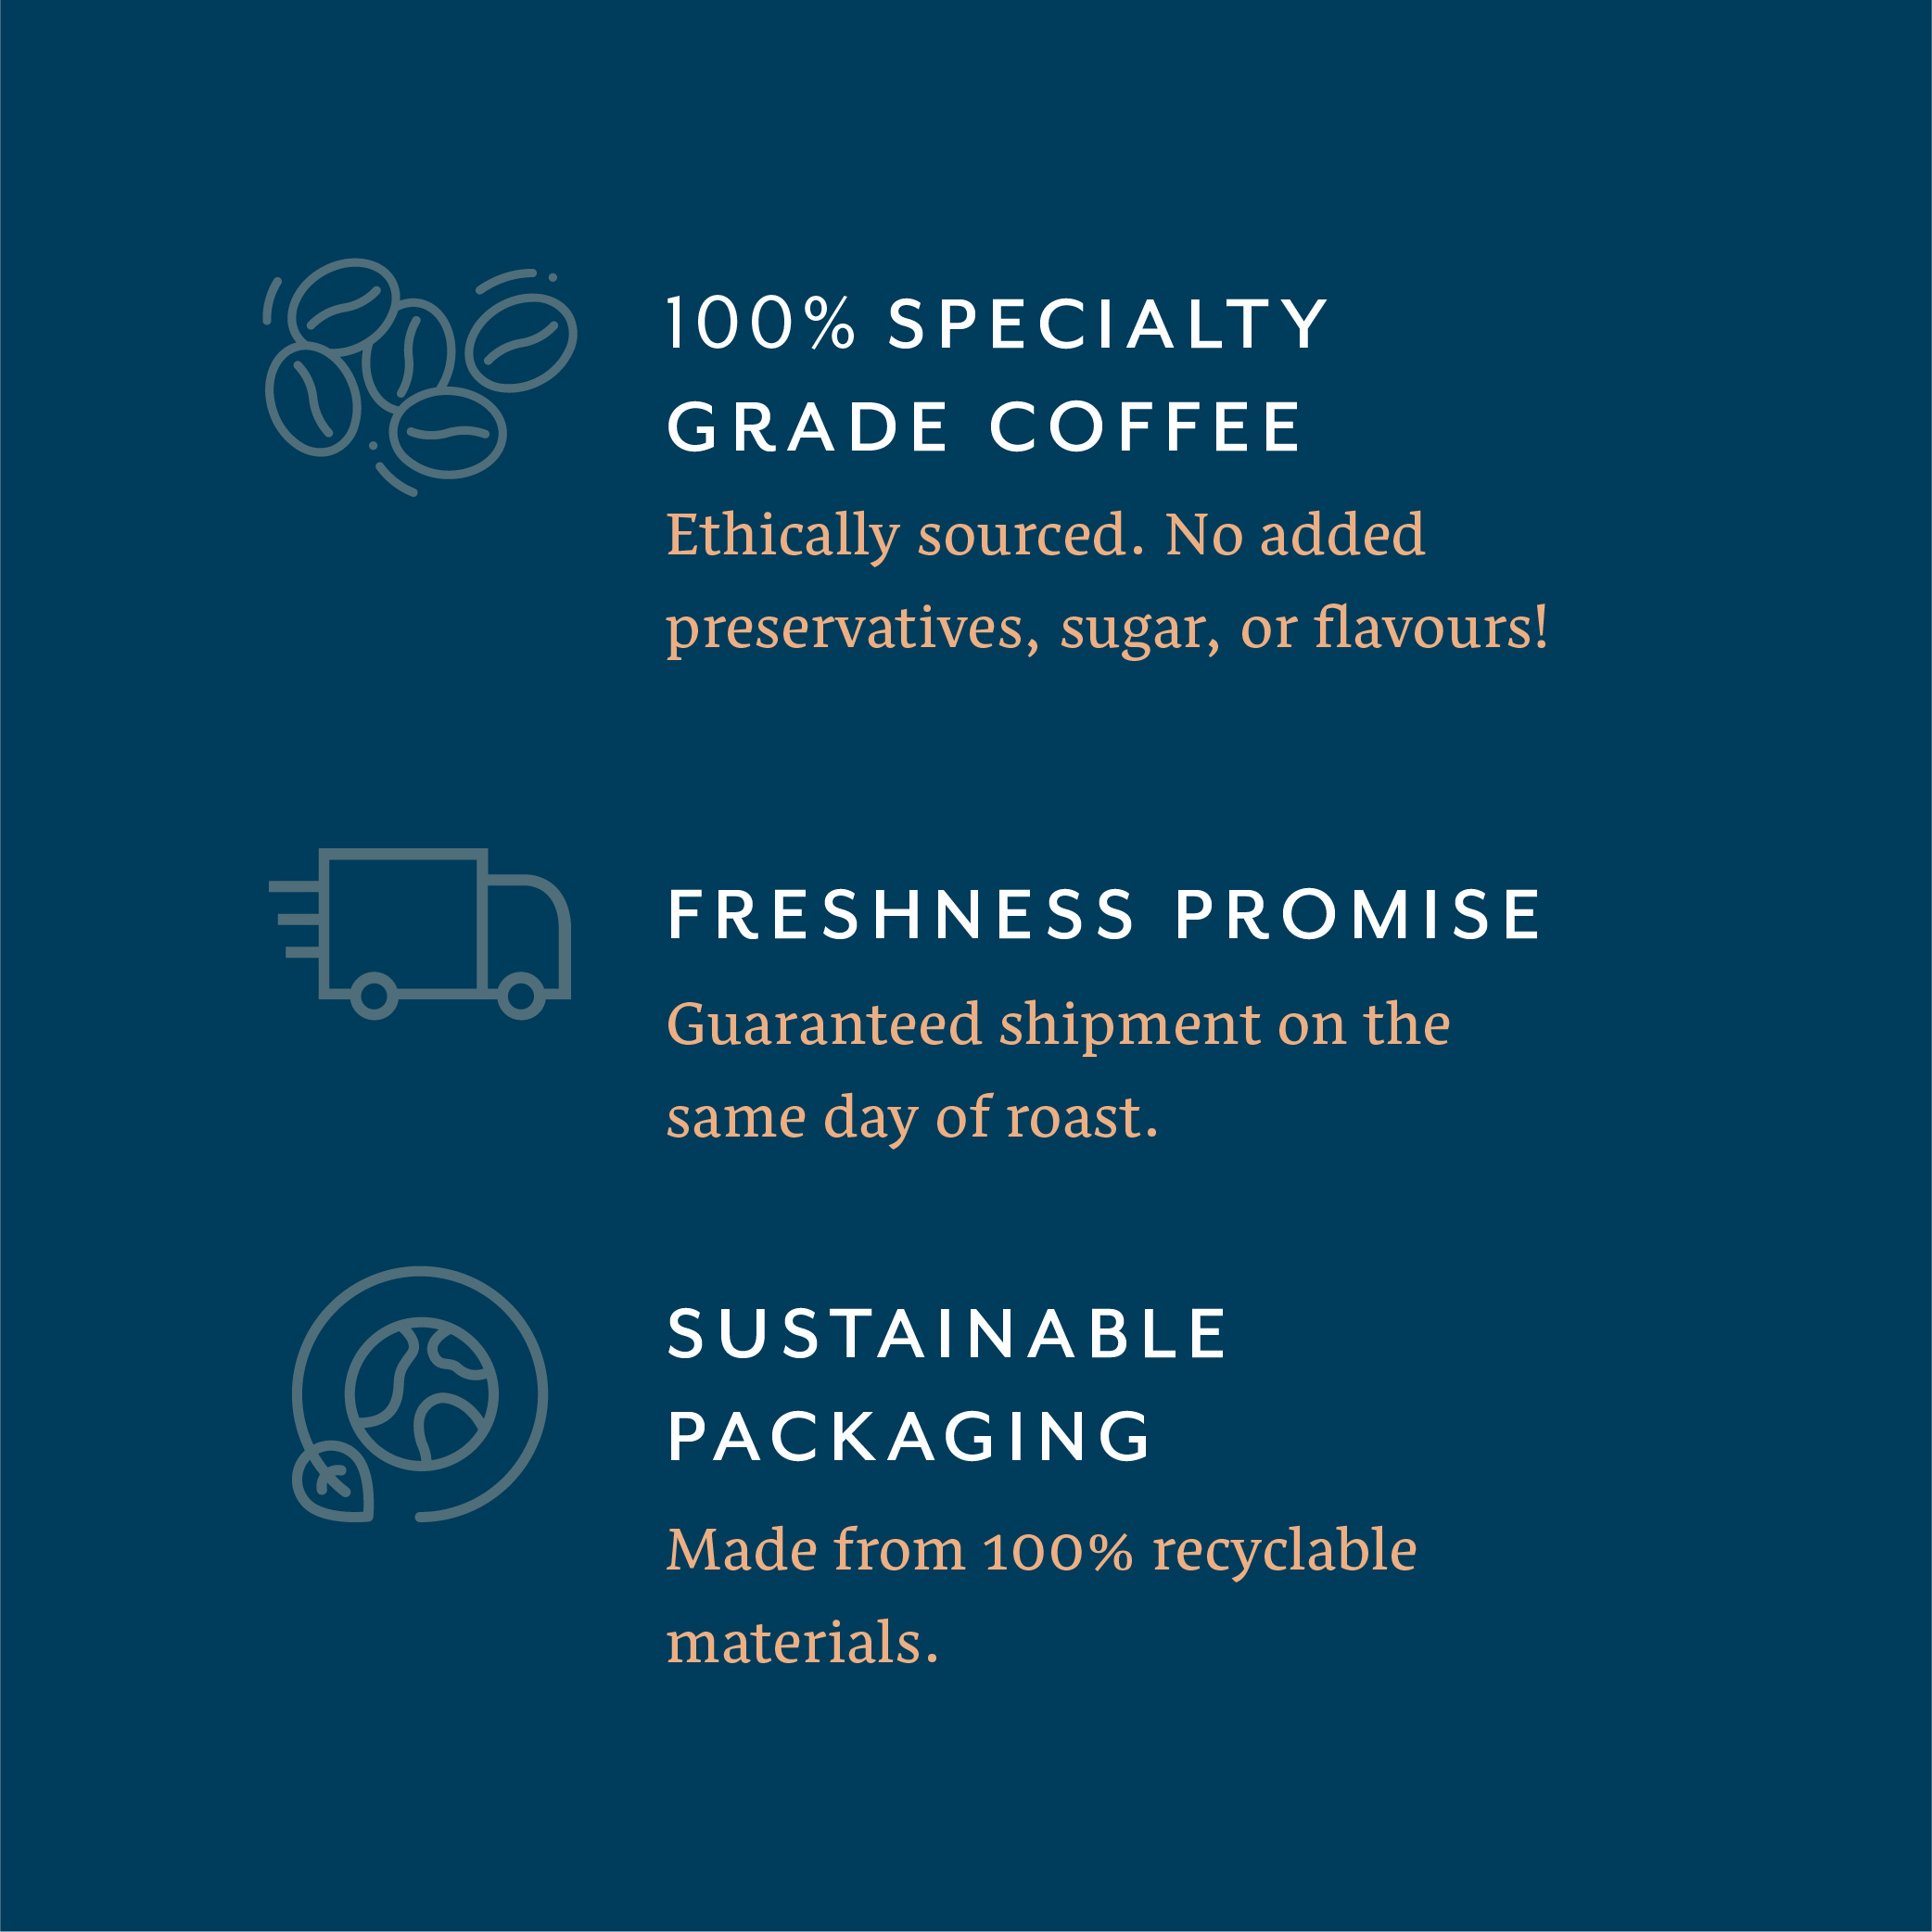 100% SPECIALTY
GRADE COFFEE
Ethically sourced. No added
preservatives, sugar, or flavours!
FRESHNESS PROMISE
Guaranteed shipment on the
same day of roast.
SUSTAINABLE
PACKAGING
Made from 100% recyclable
materials.